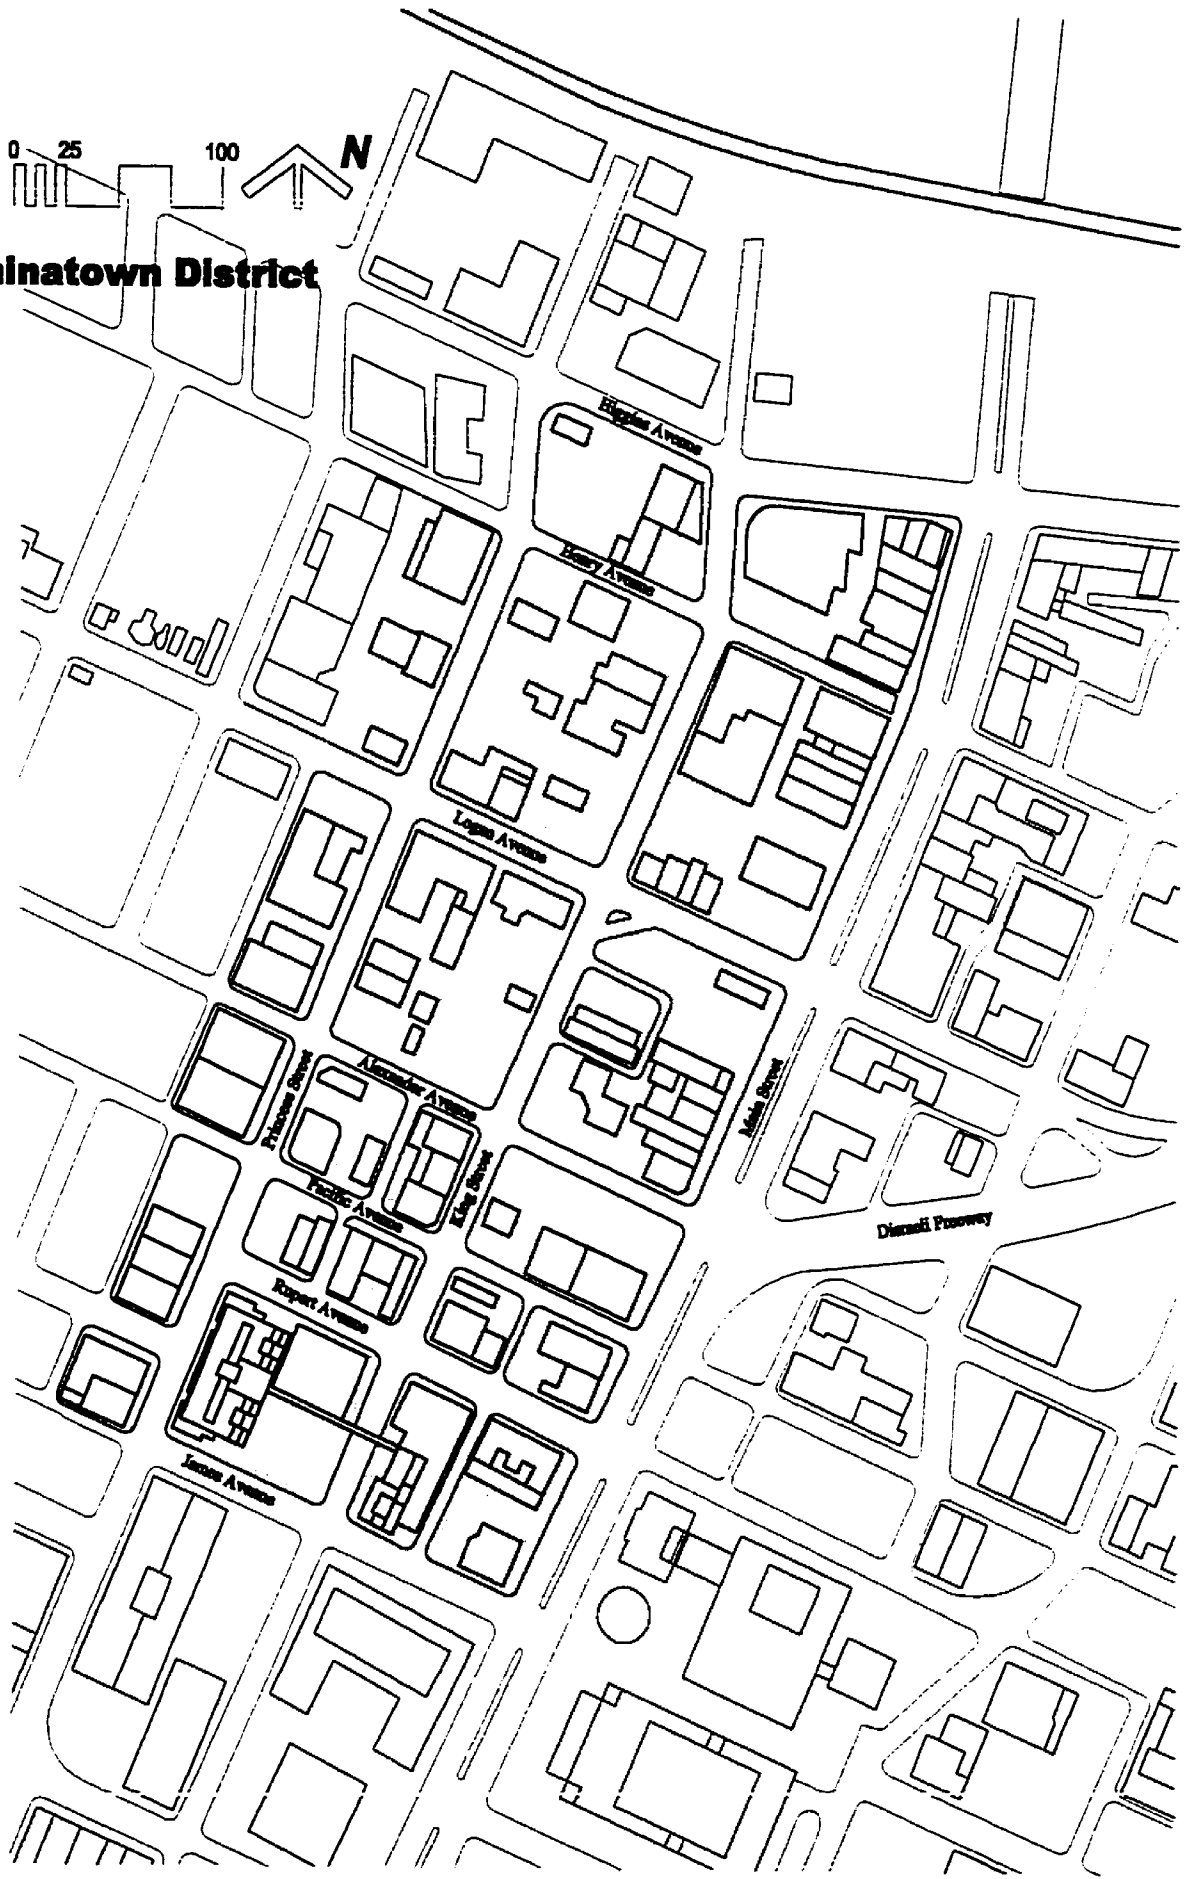 0 25 100 N
inatown District
Higgins Avenue
Henry Avenue
Logan Avenue
Alexander Avenue
Princess Street
Main Street
King Street
Pacific Avenue
Disraeli Freeway
Rupert Avenue
James Avenue